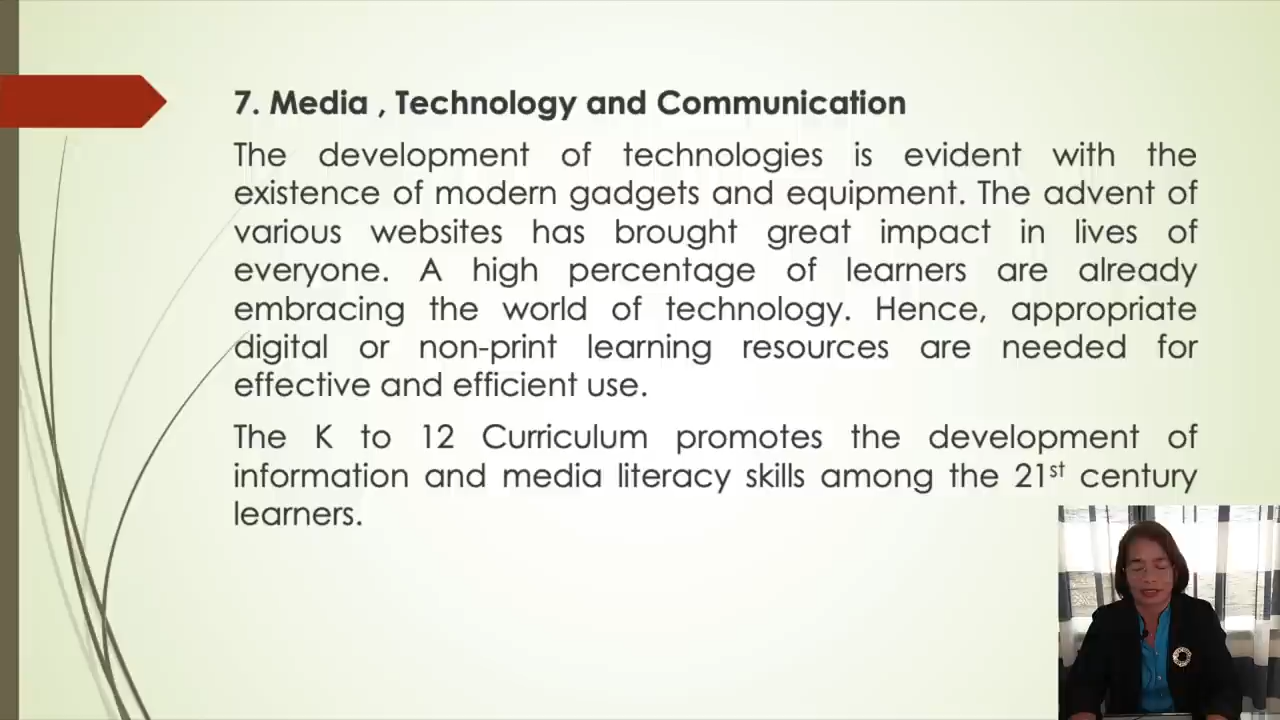 7. Media , Technology and Communication
The development of technologies is evident with the
existence of modern gadgets and equipment. The advent of
various websites has brought great impact in lives of
everyone. A high percentage of learners are already
embracing the world of technology. Hence, appropriate
digital or non-print learning resources are needed for
effective and efficient use.
The K to 12 Curriculum promotes the development of
information and media literacy skills among the 21st century
learners.